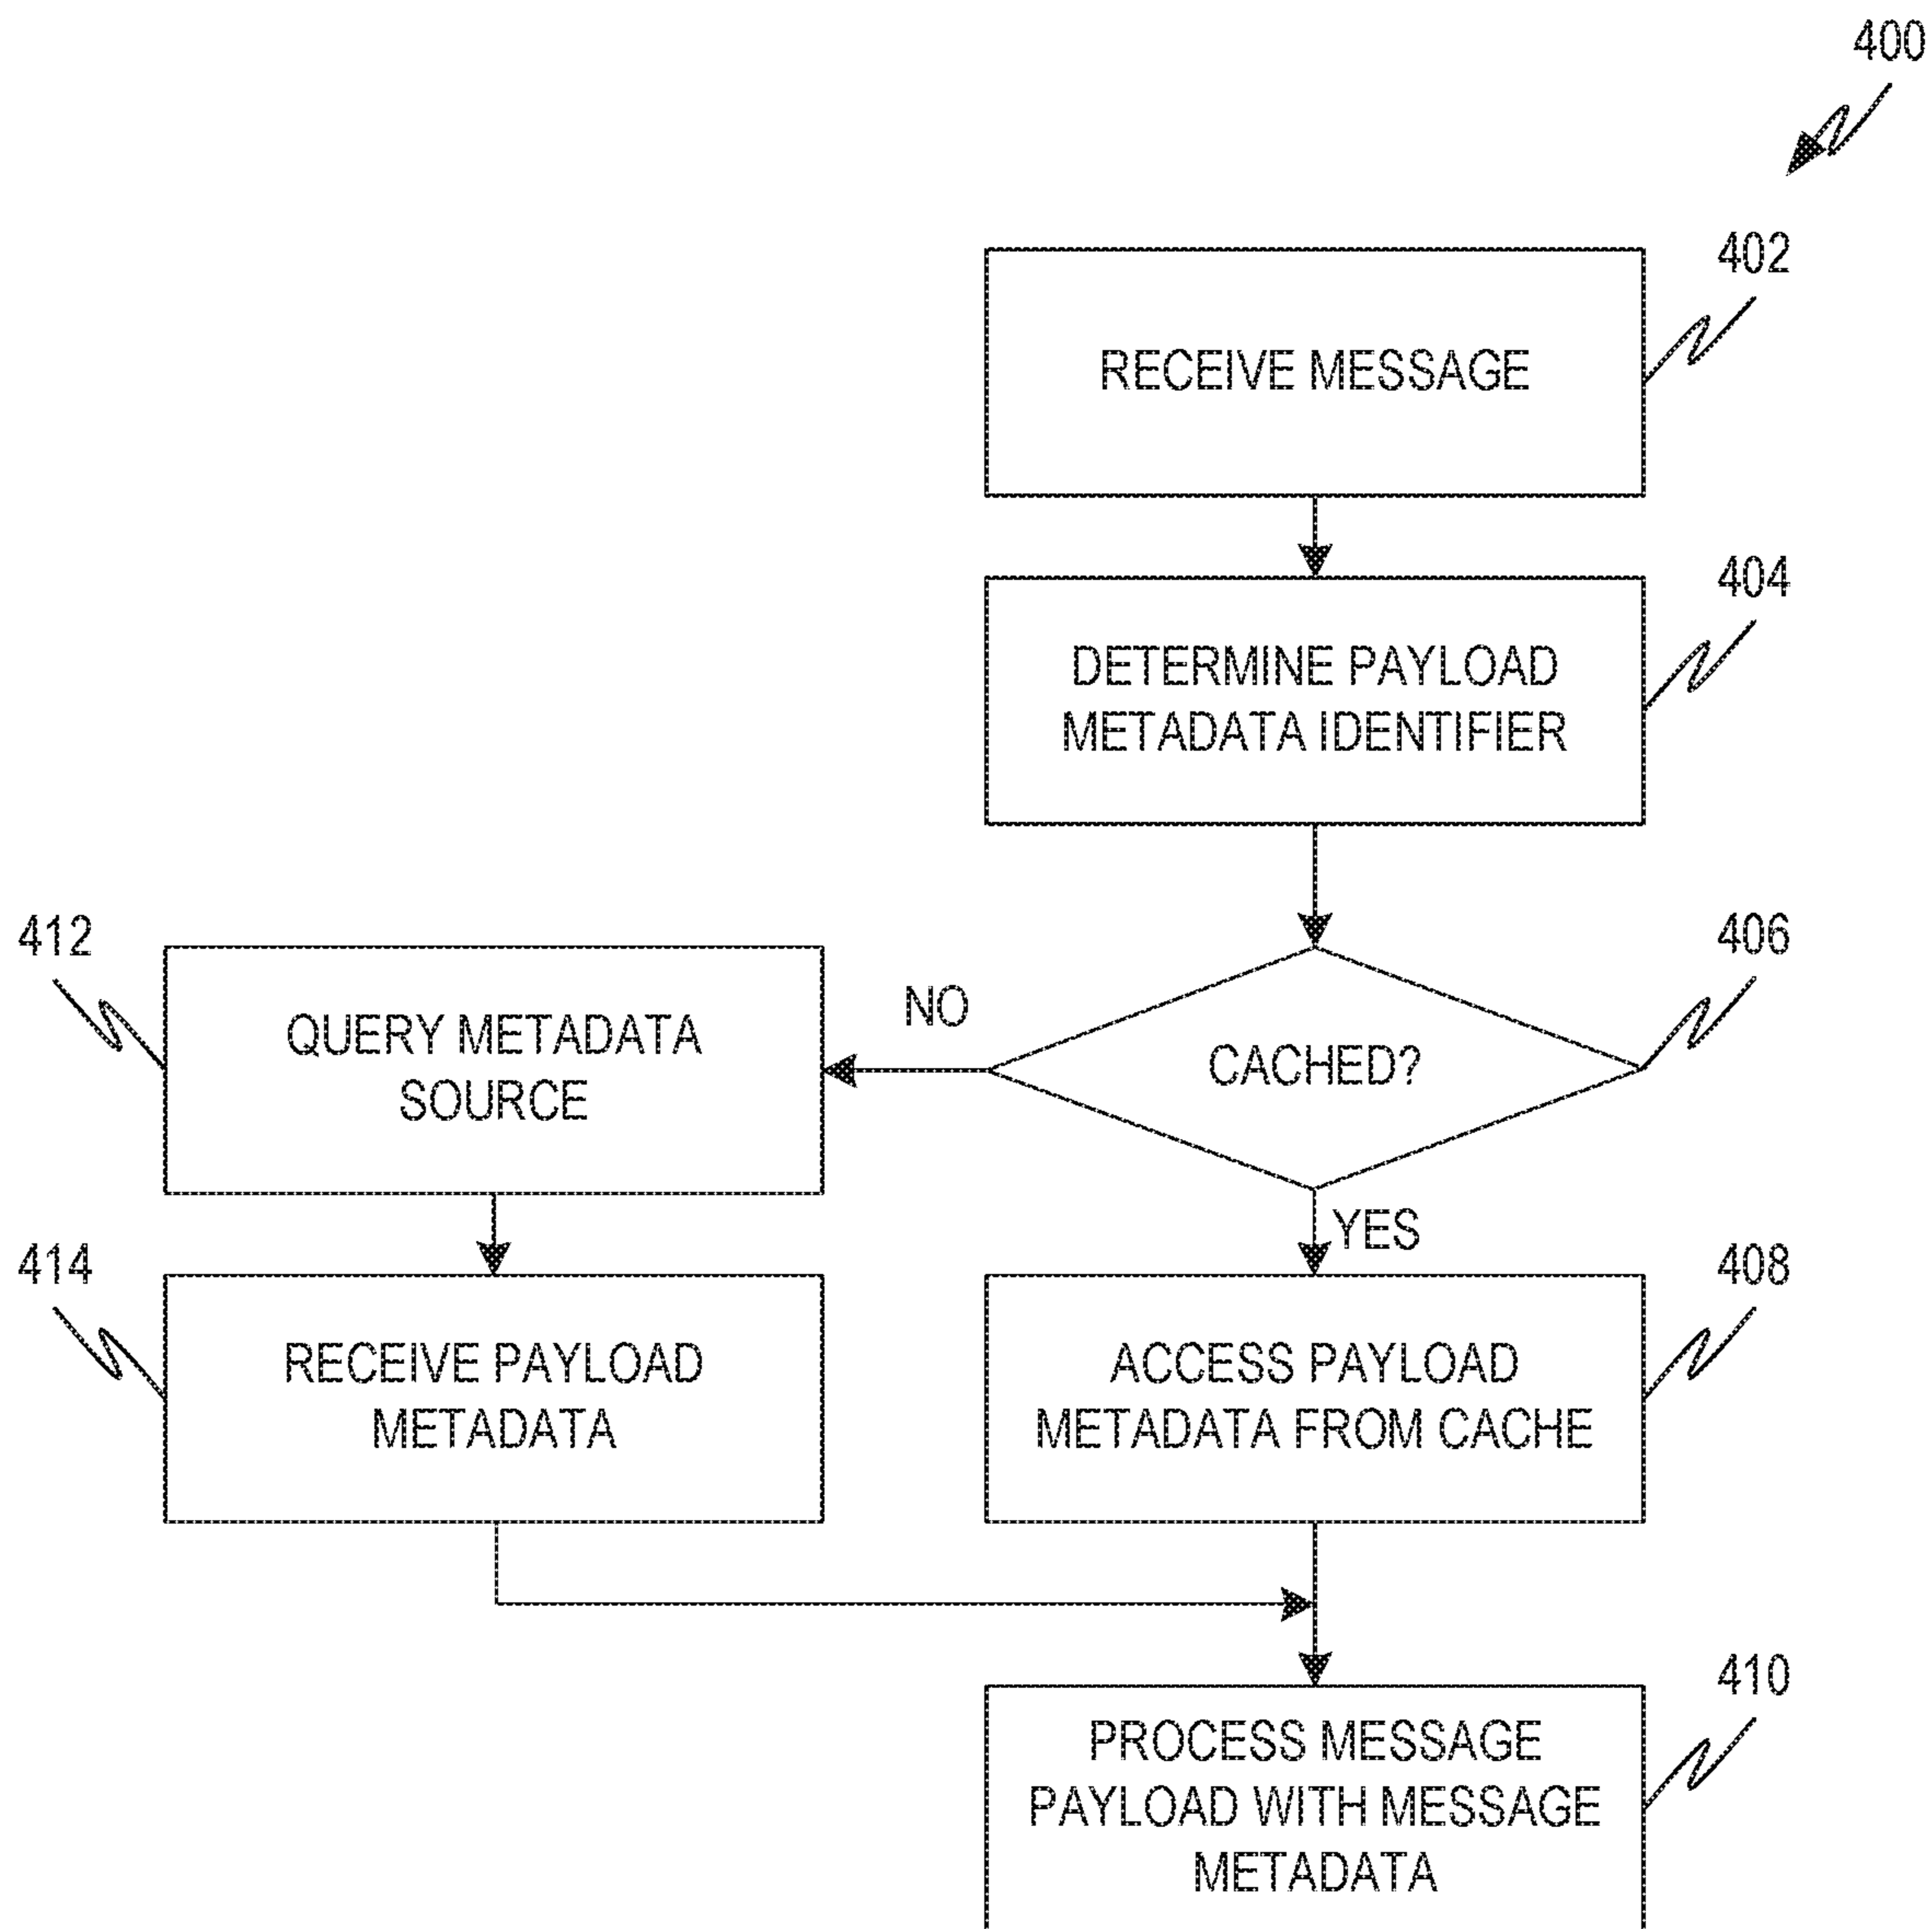 400
402
RECEIVE MESSAGE
404
DETERMINE PAYLOAD
METADATA IDENTIFIER
412
406
NO
QUERY METADATA
SOURCE
CACHED?
YES
414
408
RECEIVE PAYLOAD
METADATA
ACCESS PAYLOAD
METADATA FROM CACHE
410
PROCESS MESSAGE
PAYLOAD WITH MESSAGE
METADATA